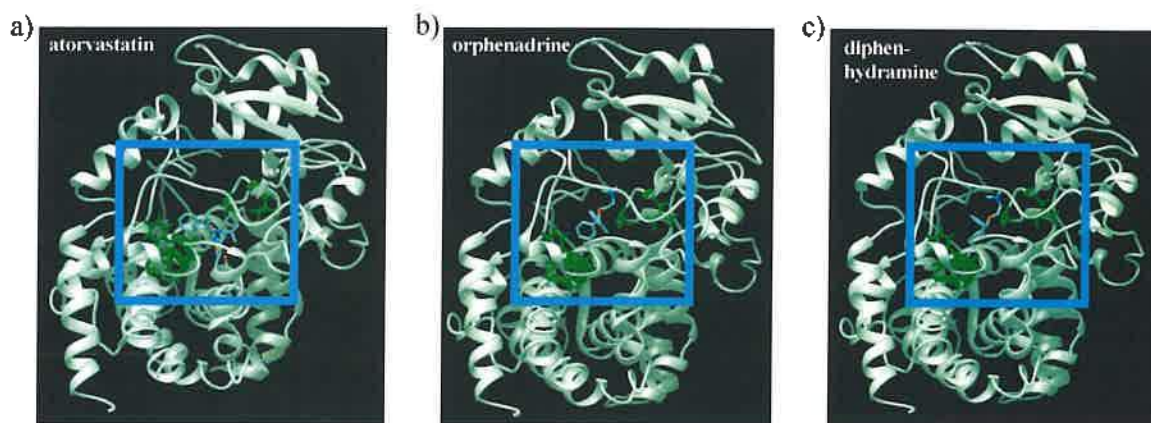 a)
atorvastatin
b)
orphenadrine
c)
diphen-
hydramine